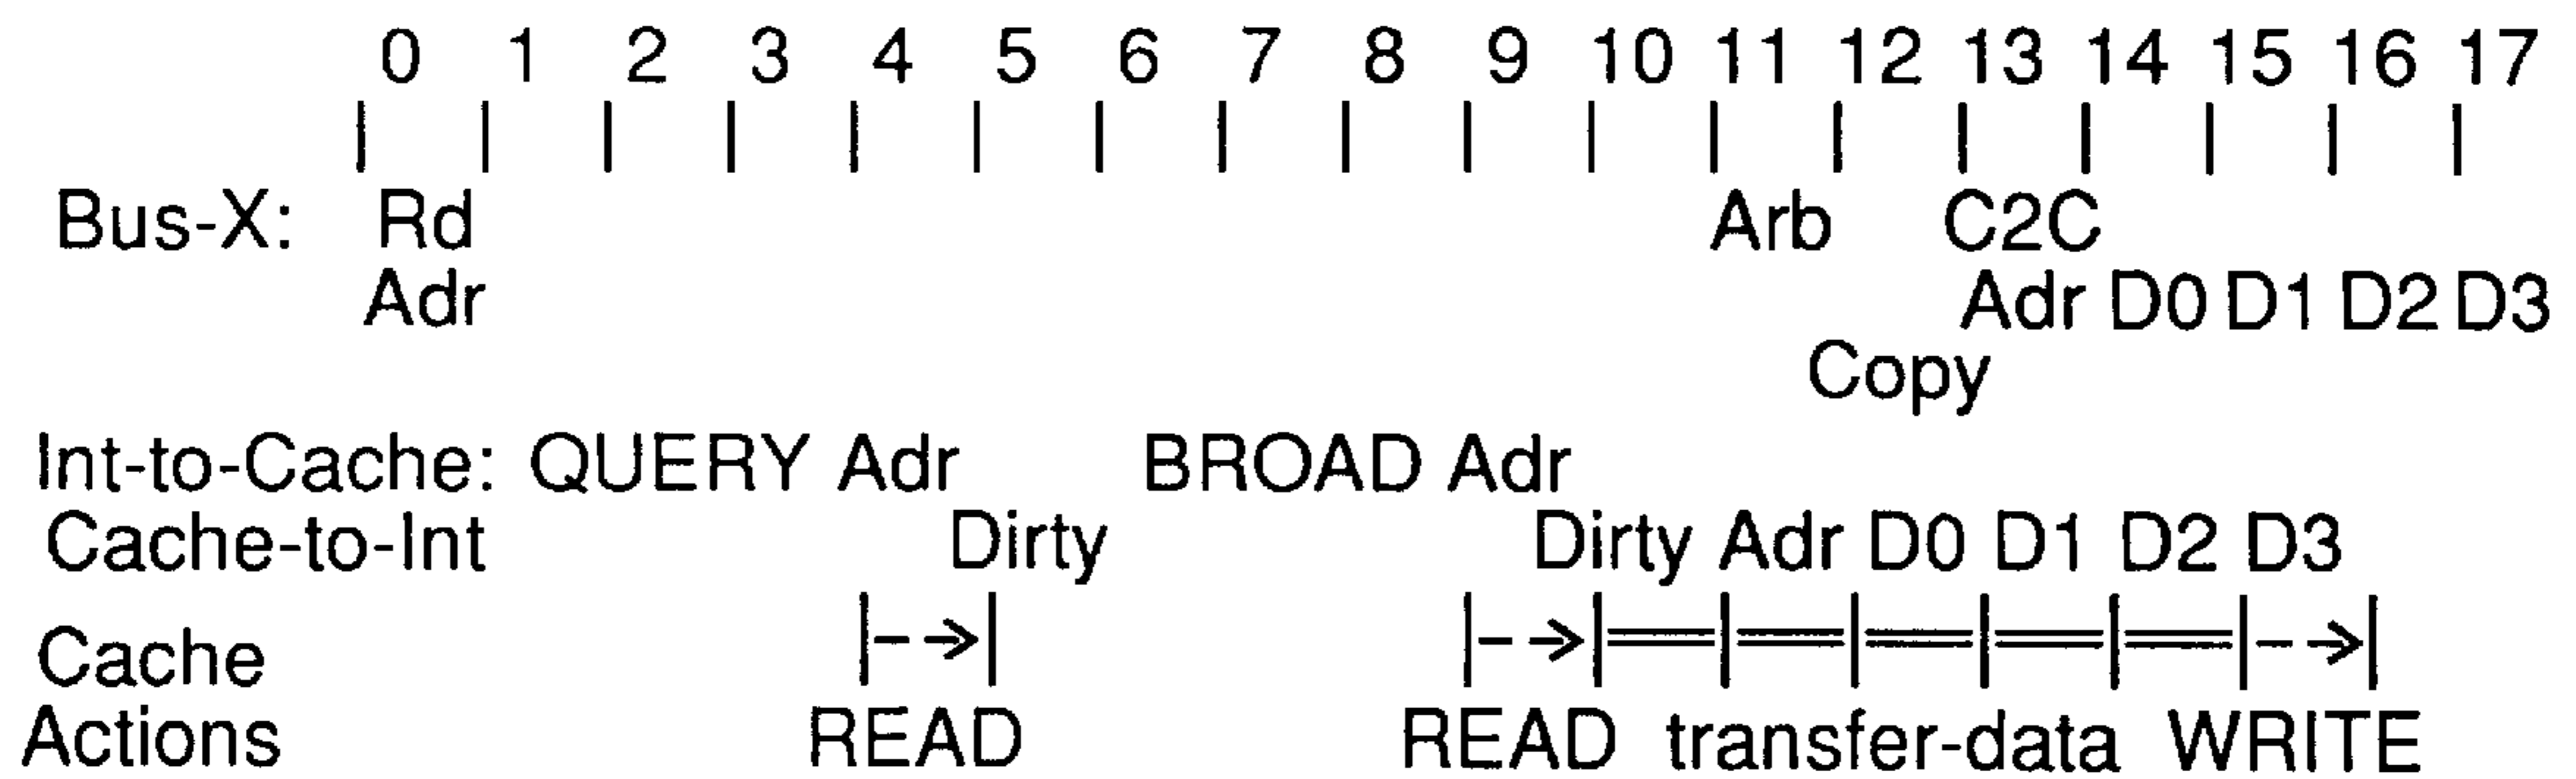 0 1 2 3 4 5 6 7 8 9 10 11 12 13 14 15 16 17
Bus-X: Rd Arb C2C
Adr Adr D0 D1 D2 D3
Copy
Int-to-Cache: QUERY Adr BROAD Adr
Cache-to-Int Dirty Dirty Adr D0 D1 D2 D3
Cache
Actions READ READ transfer-data WRITE